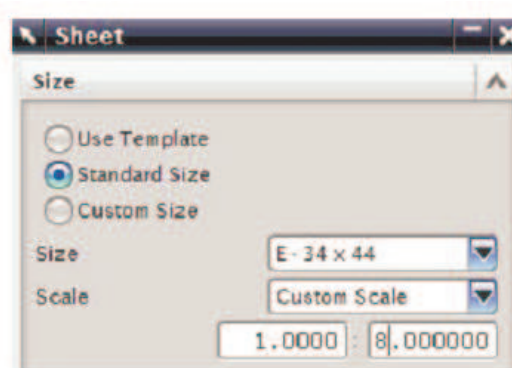 Sheet
Size
Use Template
Standard Size
Custom Size
Size E - 34 x 44
Scale Custom Scale
1.0000 : 8.000000